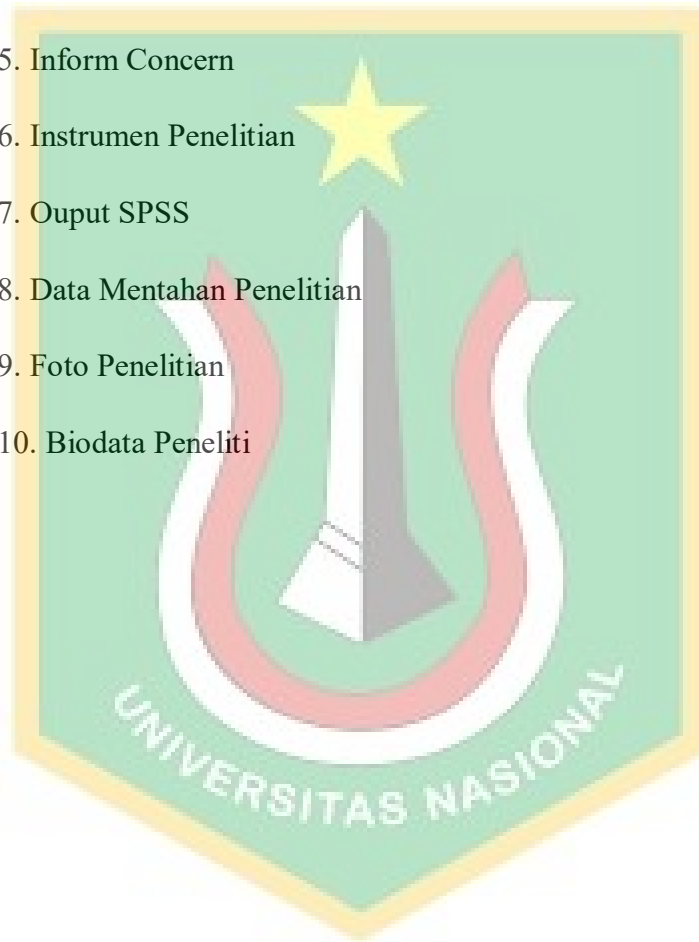 5. Inform Concern
6. Instrumen Penelitian
7. Ouput SPSS
8. Data Mentahan Penelitian
9. Foto Penelitian
10. Biodata Peneliti
UNIVERSITAS NASIONAL